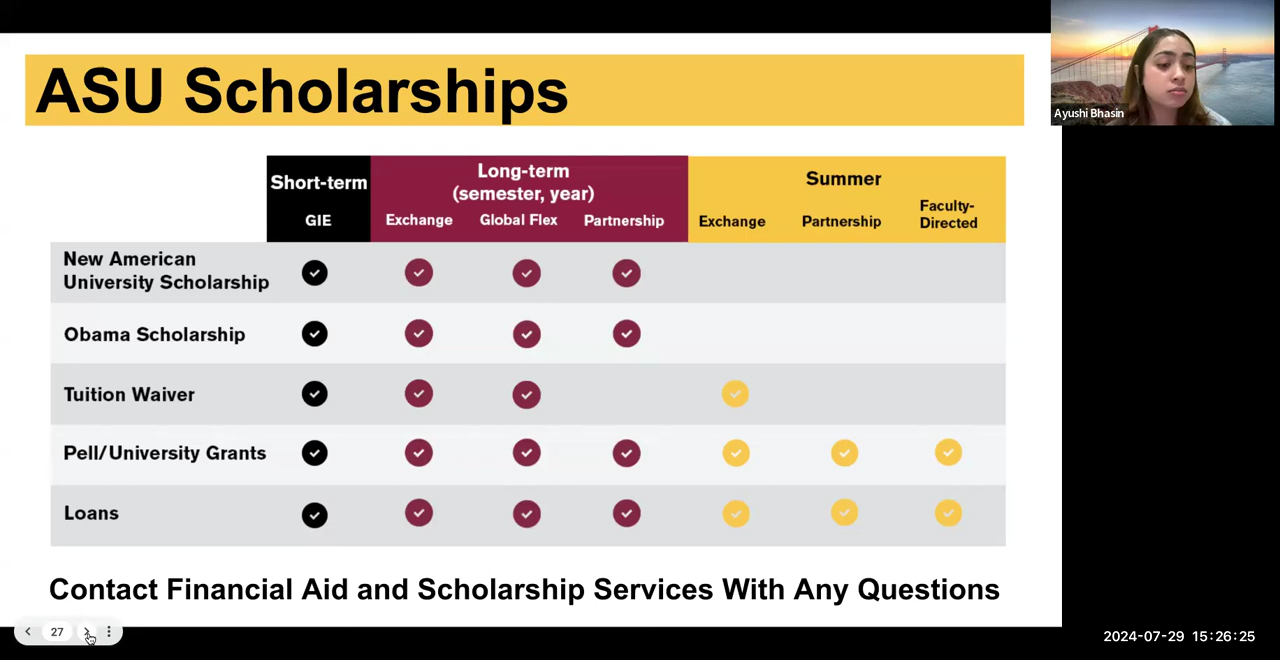 ASU Scholarships
Ayushi Bhasin
Short-term
Long-term
(semester, year)
Summer
GIE
Exchange
Global Flex
Partnership
Exchange
Partnership
Faculty-
Directed
New American
University Scholarship
Obama Scholarship
Tuition Waiver
Pell/University Grants
Loans
Contact Financial Aid and Scholarship Services With Any Questions
27
2024-07-29 15:26:25